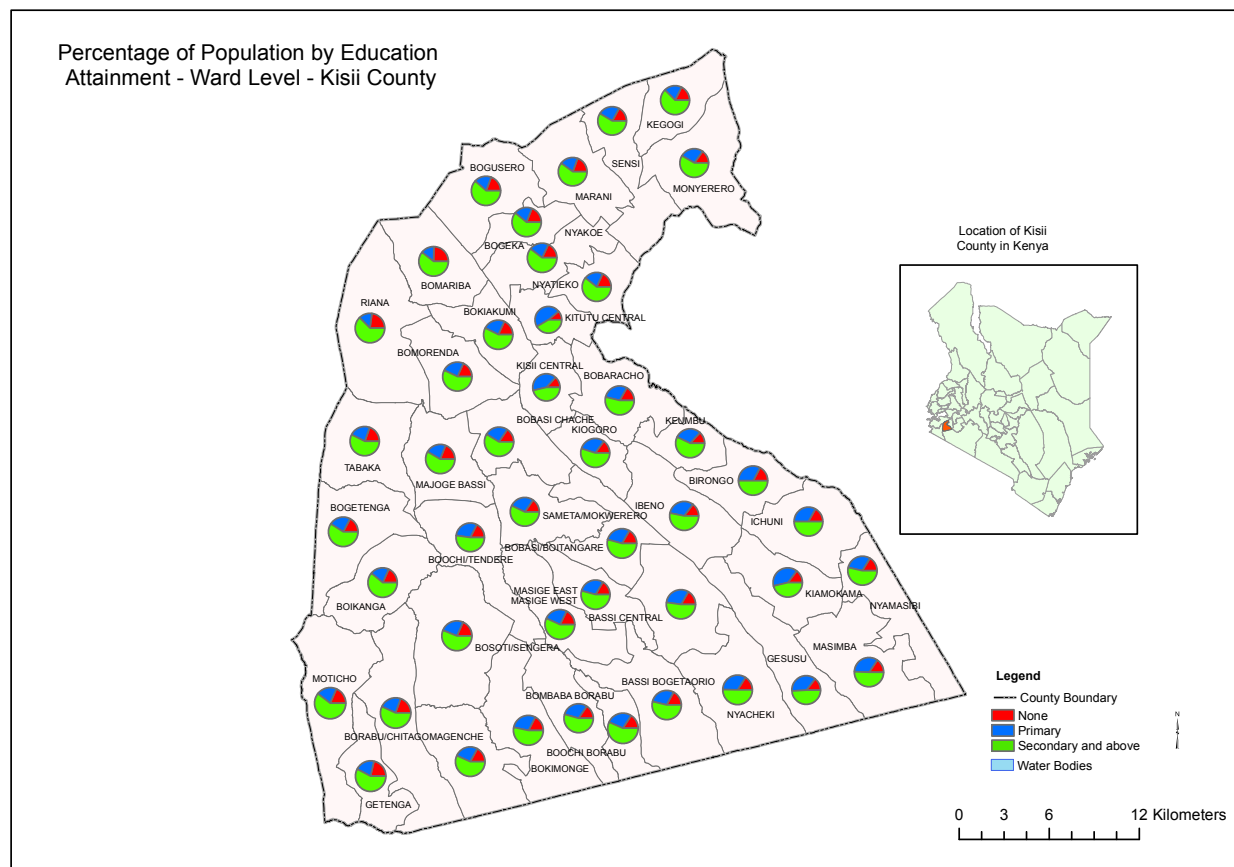 Percentage of Population by Education
Attainment - Ward Level - Kisii County
KEGOGI
SENSI
BOGUSERO
MONYERERO
MARANI
NYAKOE
BOGEKA
Location of Kisii
County in Kenya
NYATIEKO
BOMARIBA
RIANA
BOKIAKUMI
KITUTU CENTRAL
BOMORENDA
KISII CENTRAL
BOBARACHO
BOBASI CHACHE
KEUMBU
KIOGORO
TABAKA
MAJOGE BASSI
BIRONGO
BOGETENGA
IBENO
SAMETA/MOKWERERO
ICHUNI
BOBASI/BOITANGARE
BOOCHI/TENDERE
MASIGE EAST
MASIGE WEST
BOIKANGA
KIAMOKAMA
NYAMASIBI
BASSI CENTRAL
BOSOTI/SENGERA
MASIMBA
GESUSU
MOTICHO
BASSI BOGETAORIO
BOMBABA BORABU
NYACHEKI
BORABU/CHITAGO
MAGENCHE
BOOCHI BORABU
BOKIMONGE
GETENGA
Legend
County Boundary
None
Primary
Secondary and above
Water Bodies
N
0 3 6 12 Kilometers